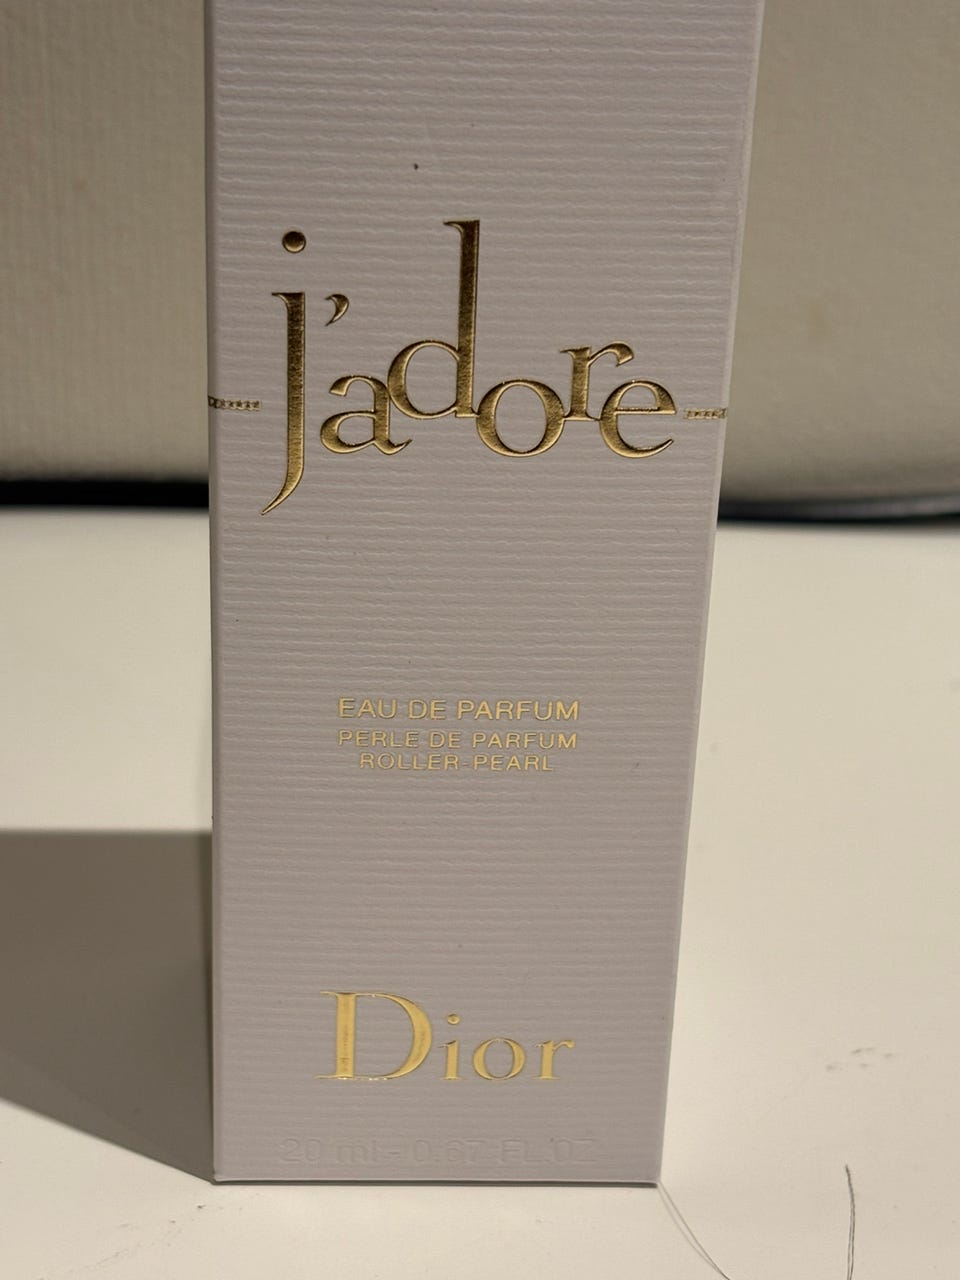 j'adore
EAU DE PARFUM
PERLE DE PARFUM
ROLLER-PEARL
Dior
20 ml - 0.67 FL.OZ